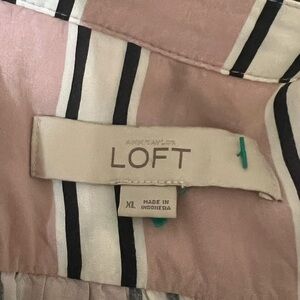 ANN TAYLOR
LOFT
XL
MADE IN
INDONESIA